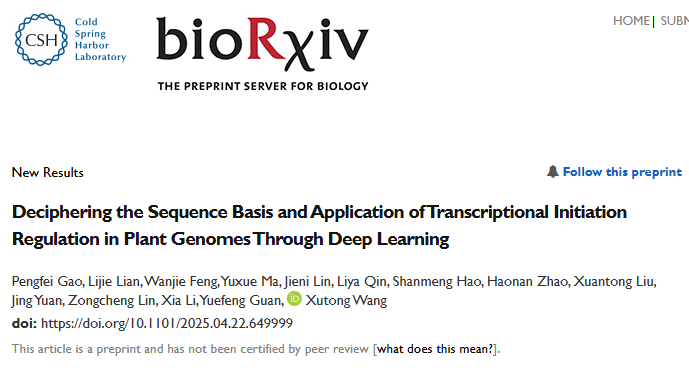 CSH
Cold
Spring
Harbor
Laboratory
bioRχiv
THE PREPRINT SERVER FOR BIOLOGY
HOME | SUBM
New Results
Follow this preprint
Deciphering the Sequence Basis and Application of Transcriptional Initiation
Regulation in Plant Genomes Through Deep Learning
Pengfei Gao, Lijie Lian, Wanjie Feng, Yuxue Ma, Jieni Lin, Liya Qin, Shanmeng Hao, Haonan Zhao, Xuantong Liu,
Jing Yuan, Zongcheng Lin, Xia Li, Yuefeng Guan, iD Xutong Wang
doi: https://doi.org/10.1101/2025.04.22.649999
This article is a preprint and has not been certified by peer review [what does this mean?].